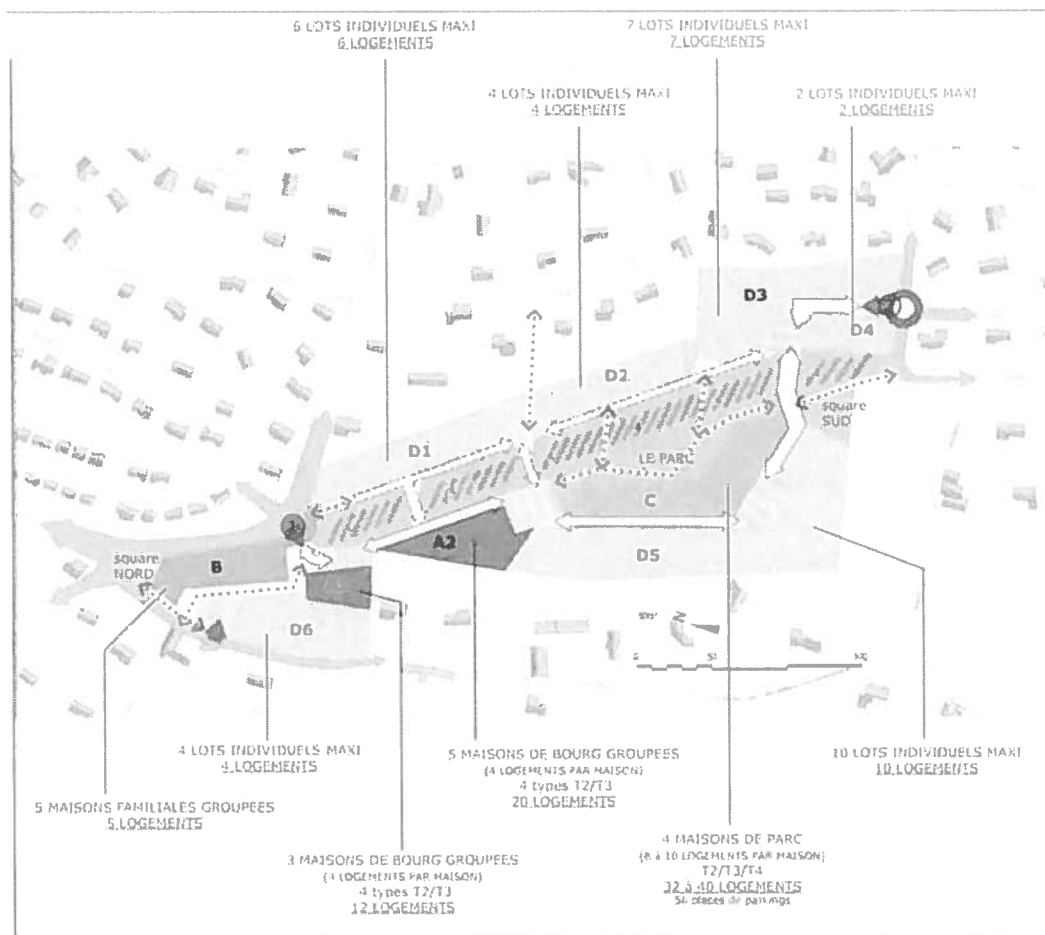 6 LOTS INDIVIDUELS MAXI
6 LOGEMENTS
7 LOTS INDIVIDUELS MAXI
7 LOGEMENTS
4 LOTS INDIVIDUELS MAXI
4 LOGEMENTS
2 LOTS INDIVIDUELS MAXI
2 LOGEMENTS
D3
D4
D2
square
SUD
D1
LE PARC
C
A2
D5
square
NORD
B
D6
N
4 LOTS INDIVIDUELS MAXI
4 LOGEMENTS
5 MAISONS DE BOURG GROUPEES
(4 LOGEMENTS PAR MAISON)
4 types T2/T3
20 LOGEMENTS
10 LOTS INDIVIDUELS MAXI
10 LOGEMENTS
5 MAISONS FAMILIALES GROUPEES
5 LOGEMENTS
3 MAISONS DE BOURG GROUPEES
(4 LOGEMENTS PAR MAISON)
4 types T2/T3
12 LOGEMENTS
4 MAISONS DE PARC
(8 à 10 LOGEMENTS PAR MAISON)
T2/T3/T4
32 à 40 LOGEMENTS
56 places de parkings